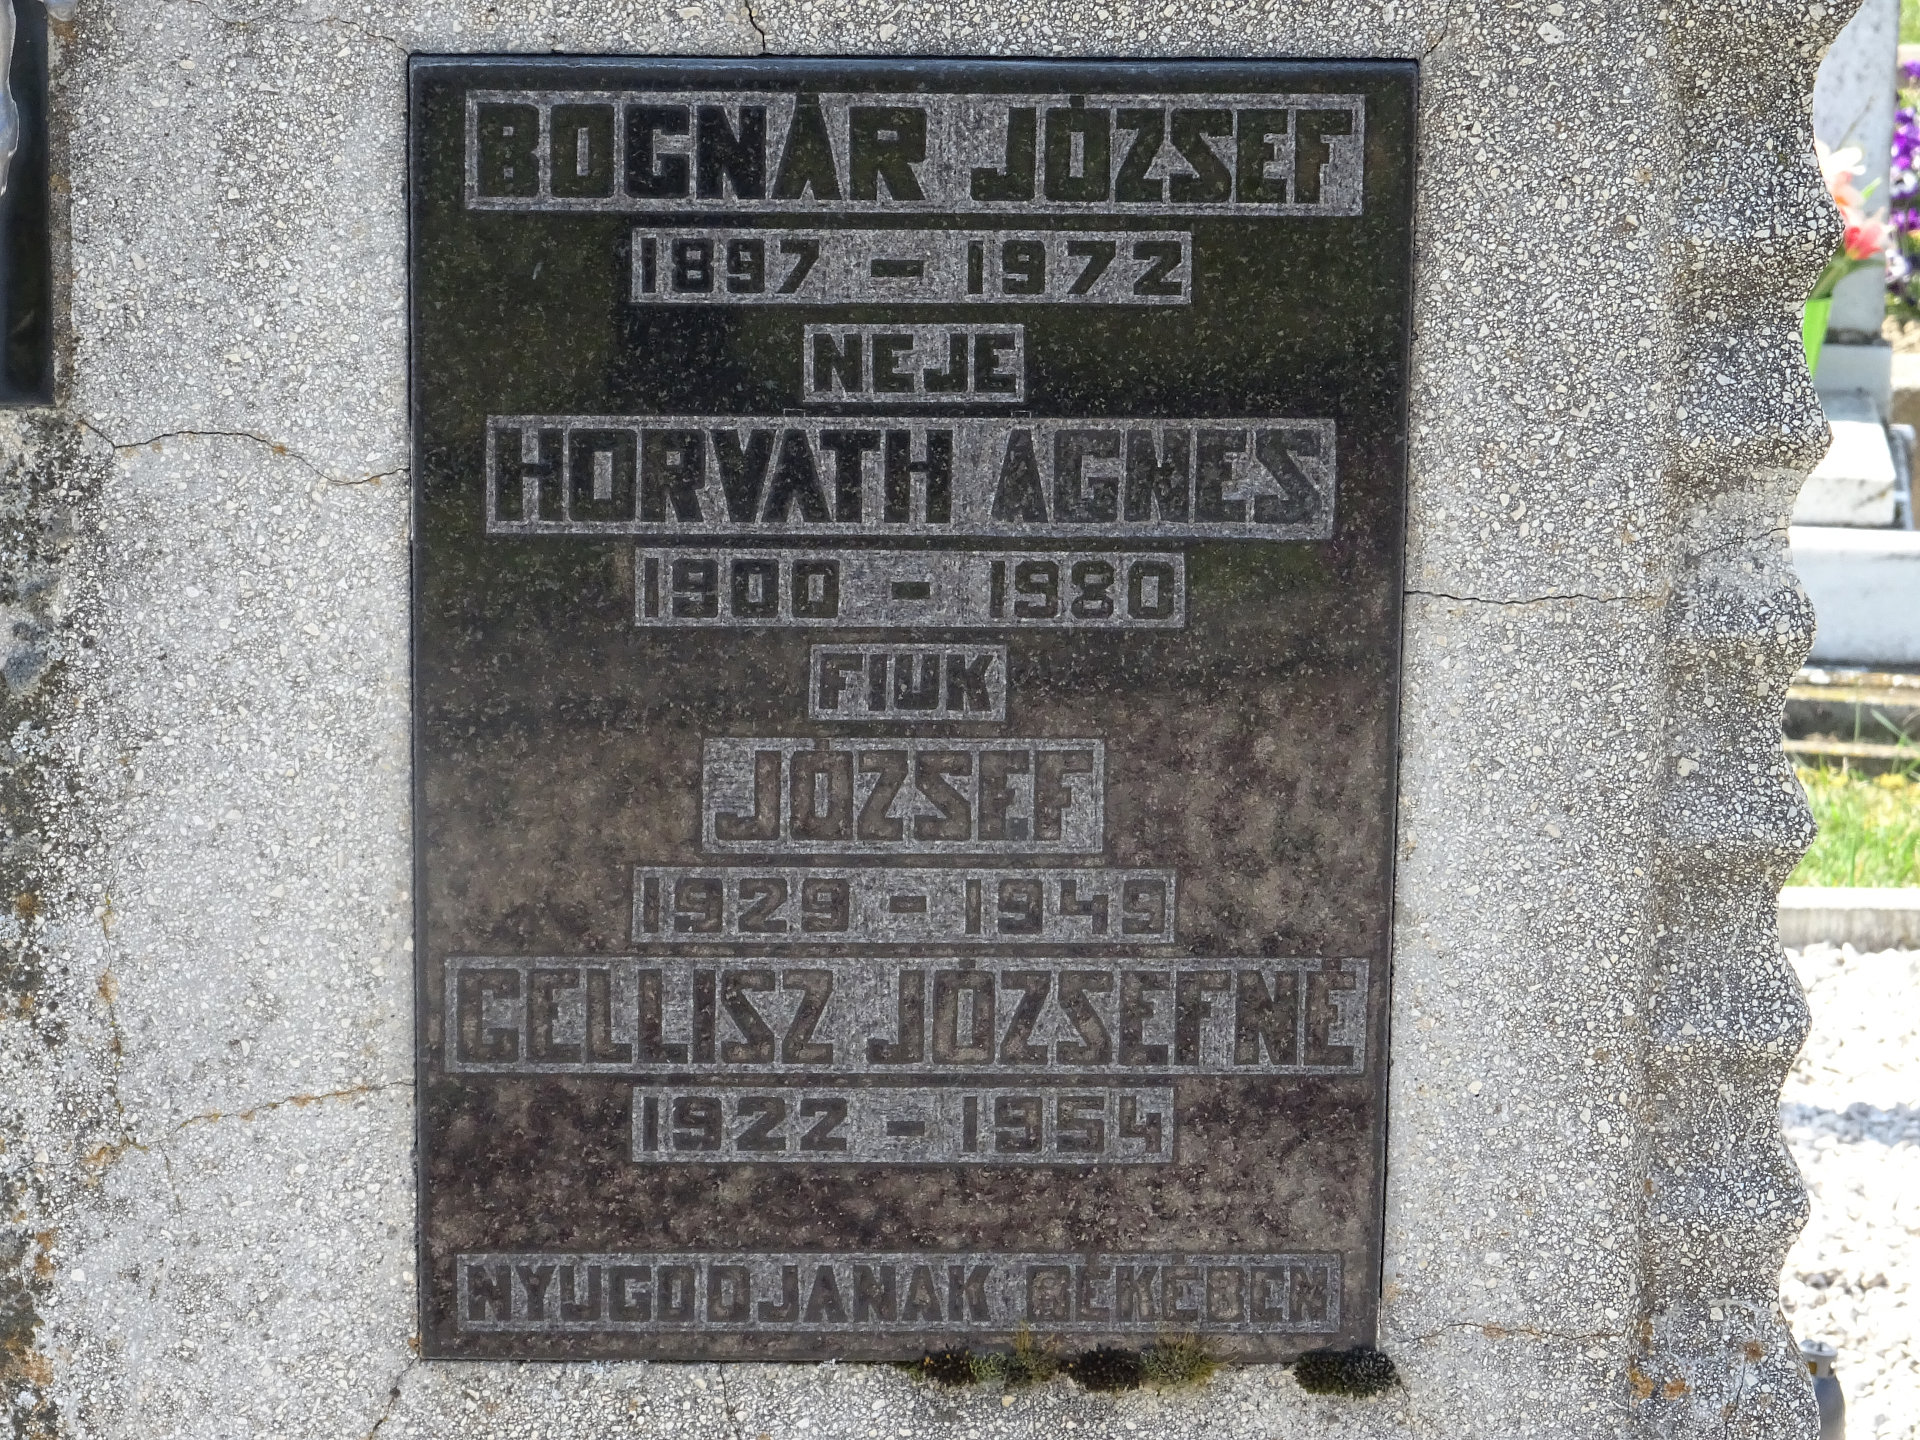 BOGNÁR JÓZSEF
1897 - 1972
NEJE
HORVÁTH ÁGNES
1900 - 1980
FIUK
JÓZSEF
1929 - 1949
GELLISZ JÓZSEFNÉ
1922 - 1954
NYUGODJANAK BÉKÉBEN